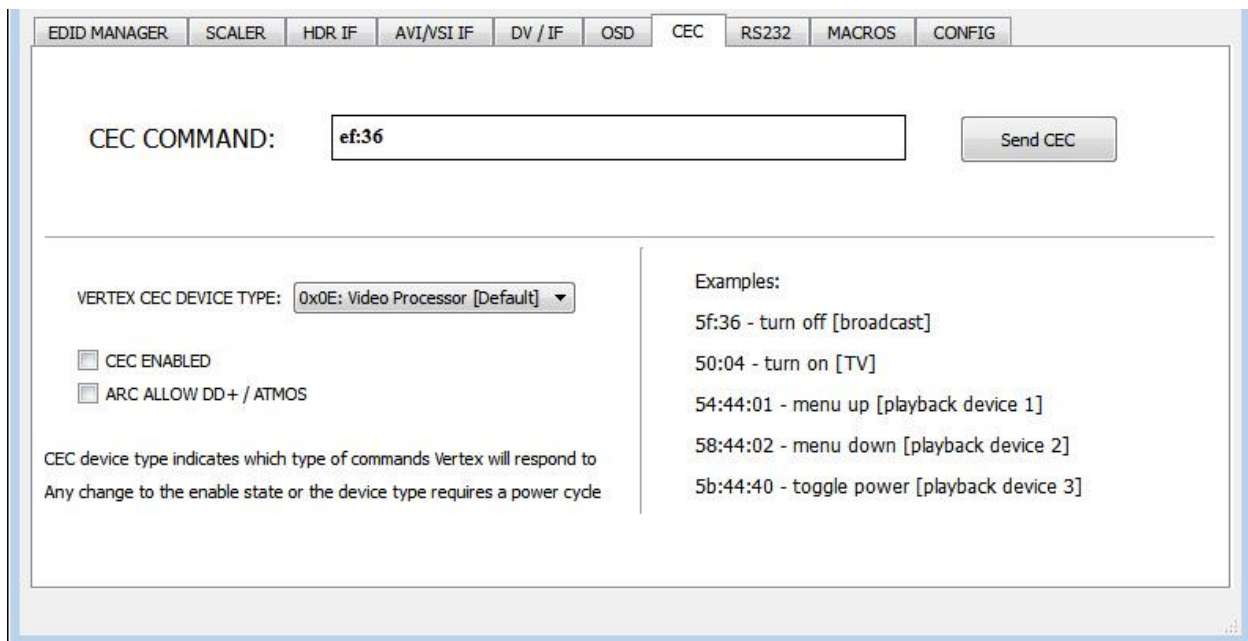 EDID MANAGER SCALER HDR IF AVI/VSI IF DV / IF OSD CEC RS232 MACROS CONFIG
CEC COMMAND: ef:36 Send CEC
VERTEX CEC DEVICE TYPE: 0x0E: Video Processor [Default]
CEC ENABLED
ARC ALLOW DD+ / ATMOS
CEC device type indicates which type of commands Vertex will respond to
Any change to the enable state or the device type requires a power cycle
Examples:
5f:36 - turn off [broadcast]
50:04 - turn on [TV]
54:44:01 - menu up [playback device 1]
58:44:02 - menu down [playback device 2]
5b:44:40 - toggle power [playback device 3]